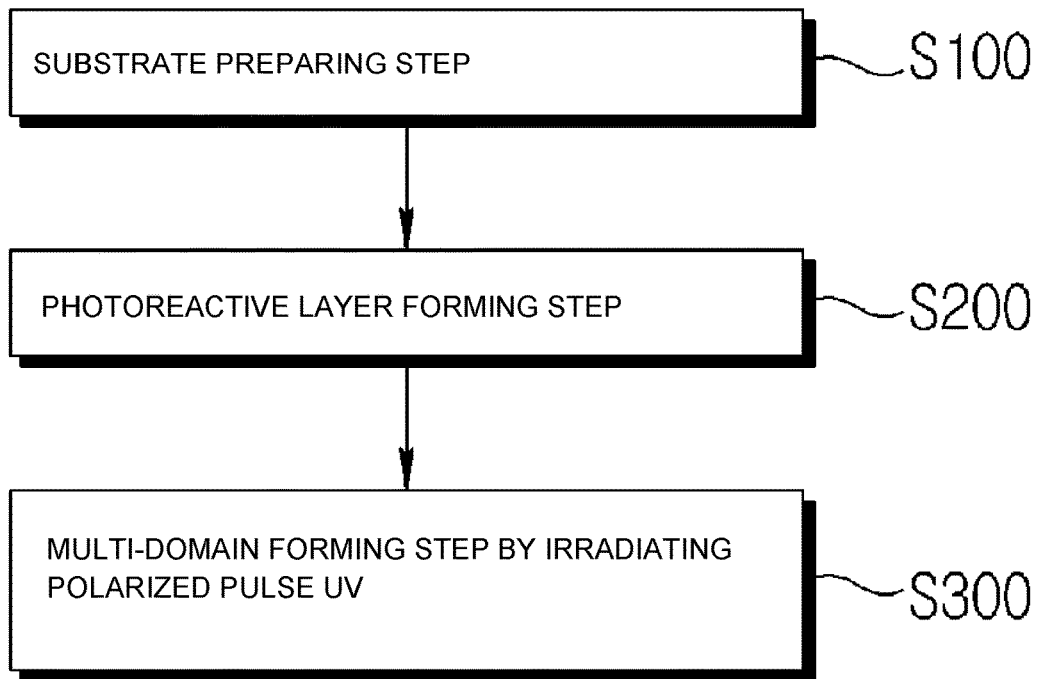 SUBSTRATE PREPARING STEP
S100
PHOTOREACTIVE LAYER FORMING STEP
S200
MULTI-DOMAIN FORMING STEP BY IRRADIATING
POLARIZED PULSE UV
S300